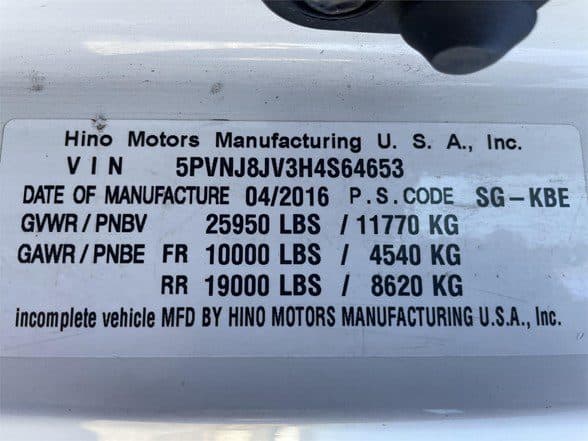 Hino Motors Manufacturing U. S. A., Inc.
VIN 5PVNJ8JV3H4S64653
DATE OF MANUFACTURE 04/2016 P.S.CODE SG-KBE
GVWR/PNBV 25950 LBS / 11770 KG
GAWR/PNBE FR 10000 LBS / 4540 KG
RR 19000 LBS / 8620 KG
incomplete vehicle MFD BY HINO MOTORS MANUFACTURING U.S.A., Inc.